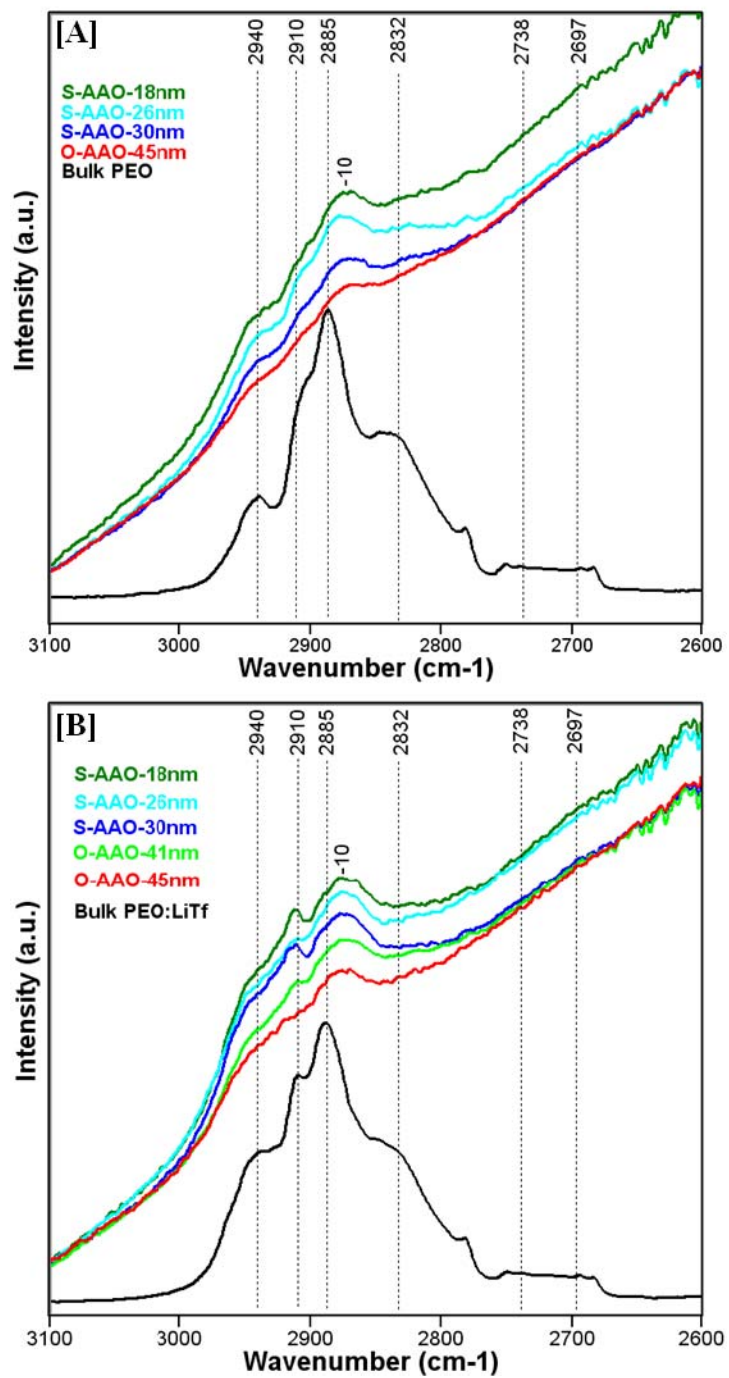 [A]
2940
2910
2885
2832
2738
2697
S-AAO-18nm
S-AAO-26nm
S-AAO-30nm
O-AAO-45nm
Bulk PEO
-10
Intensity (a.u.)
3100 3000 2900 2800 2700 2600
Wavenumber (cm-1)
[B]
2940
2910
2885
2832
2738
2697
S-AAO-18nm
S-AAO-26nm
S-AAO-30nm
O-AAO-41nm
O-AAO-45nm
Bulk PEO:LiTf
-10
Intensity (a.u.)
3100 3000 2900 2800 2700 2600
Wavenumber (cm-1)